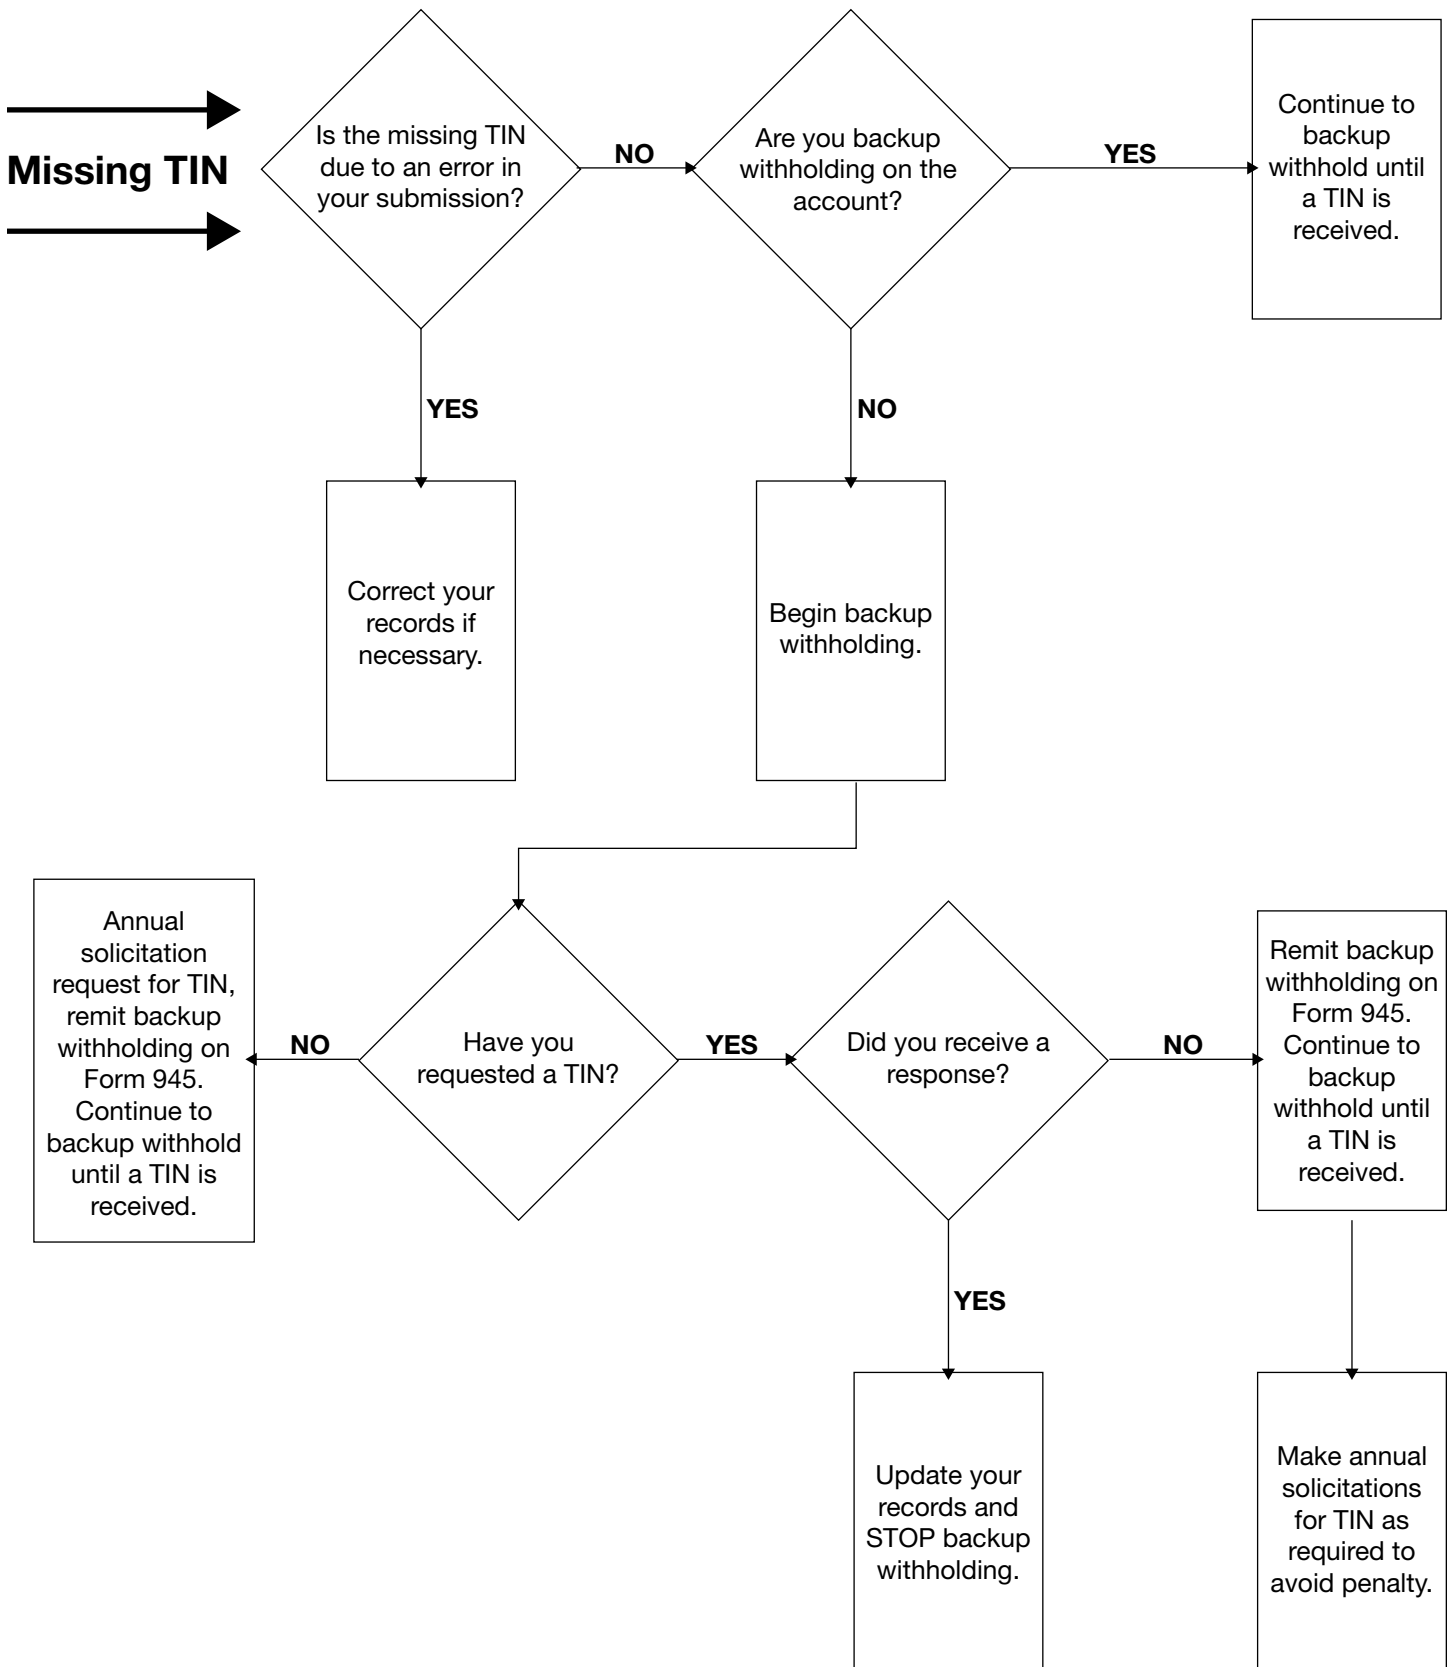 Missing TIN
Is the missing TIN
due to an error in
your submission?
NO
Are you backup
withholding on the
account?
YES
Continue to
backup
withhold until
a TIN is
received.
YES
NO
Correct your
records if
necessary.
Begin backup
withholding.
Annual
solicitation
request for TIN,
remit backup
withholding on
Form 945.
Continue to
backup withhold
until a TIN is
received.
NO
Have you
requested a TIN?
YES
Did you receive a
response?
NO
Remit backup
withholding on
Form 945.
Continue to
backup
withhold until
a TIN is
received.
YES
Update your
records and
STOP backup
withholding.
Make annual
solicitations
for TIN as
required to
avoid penalty.